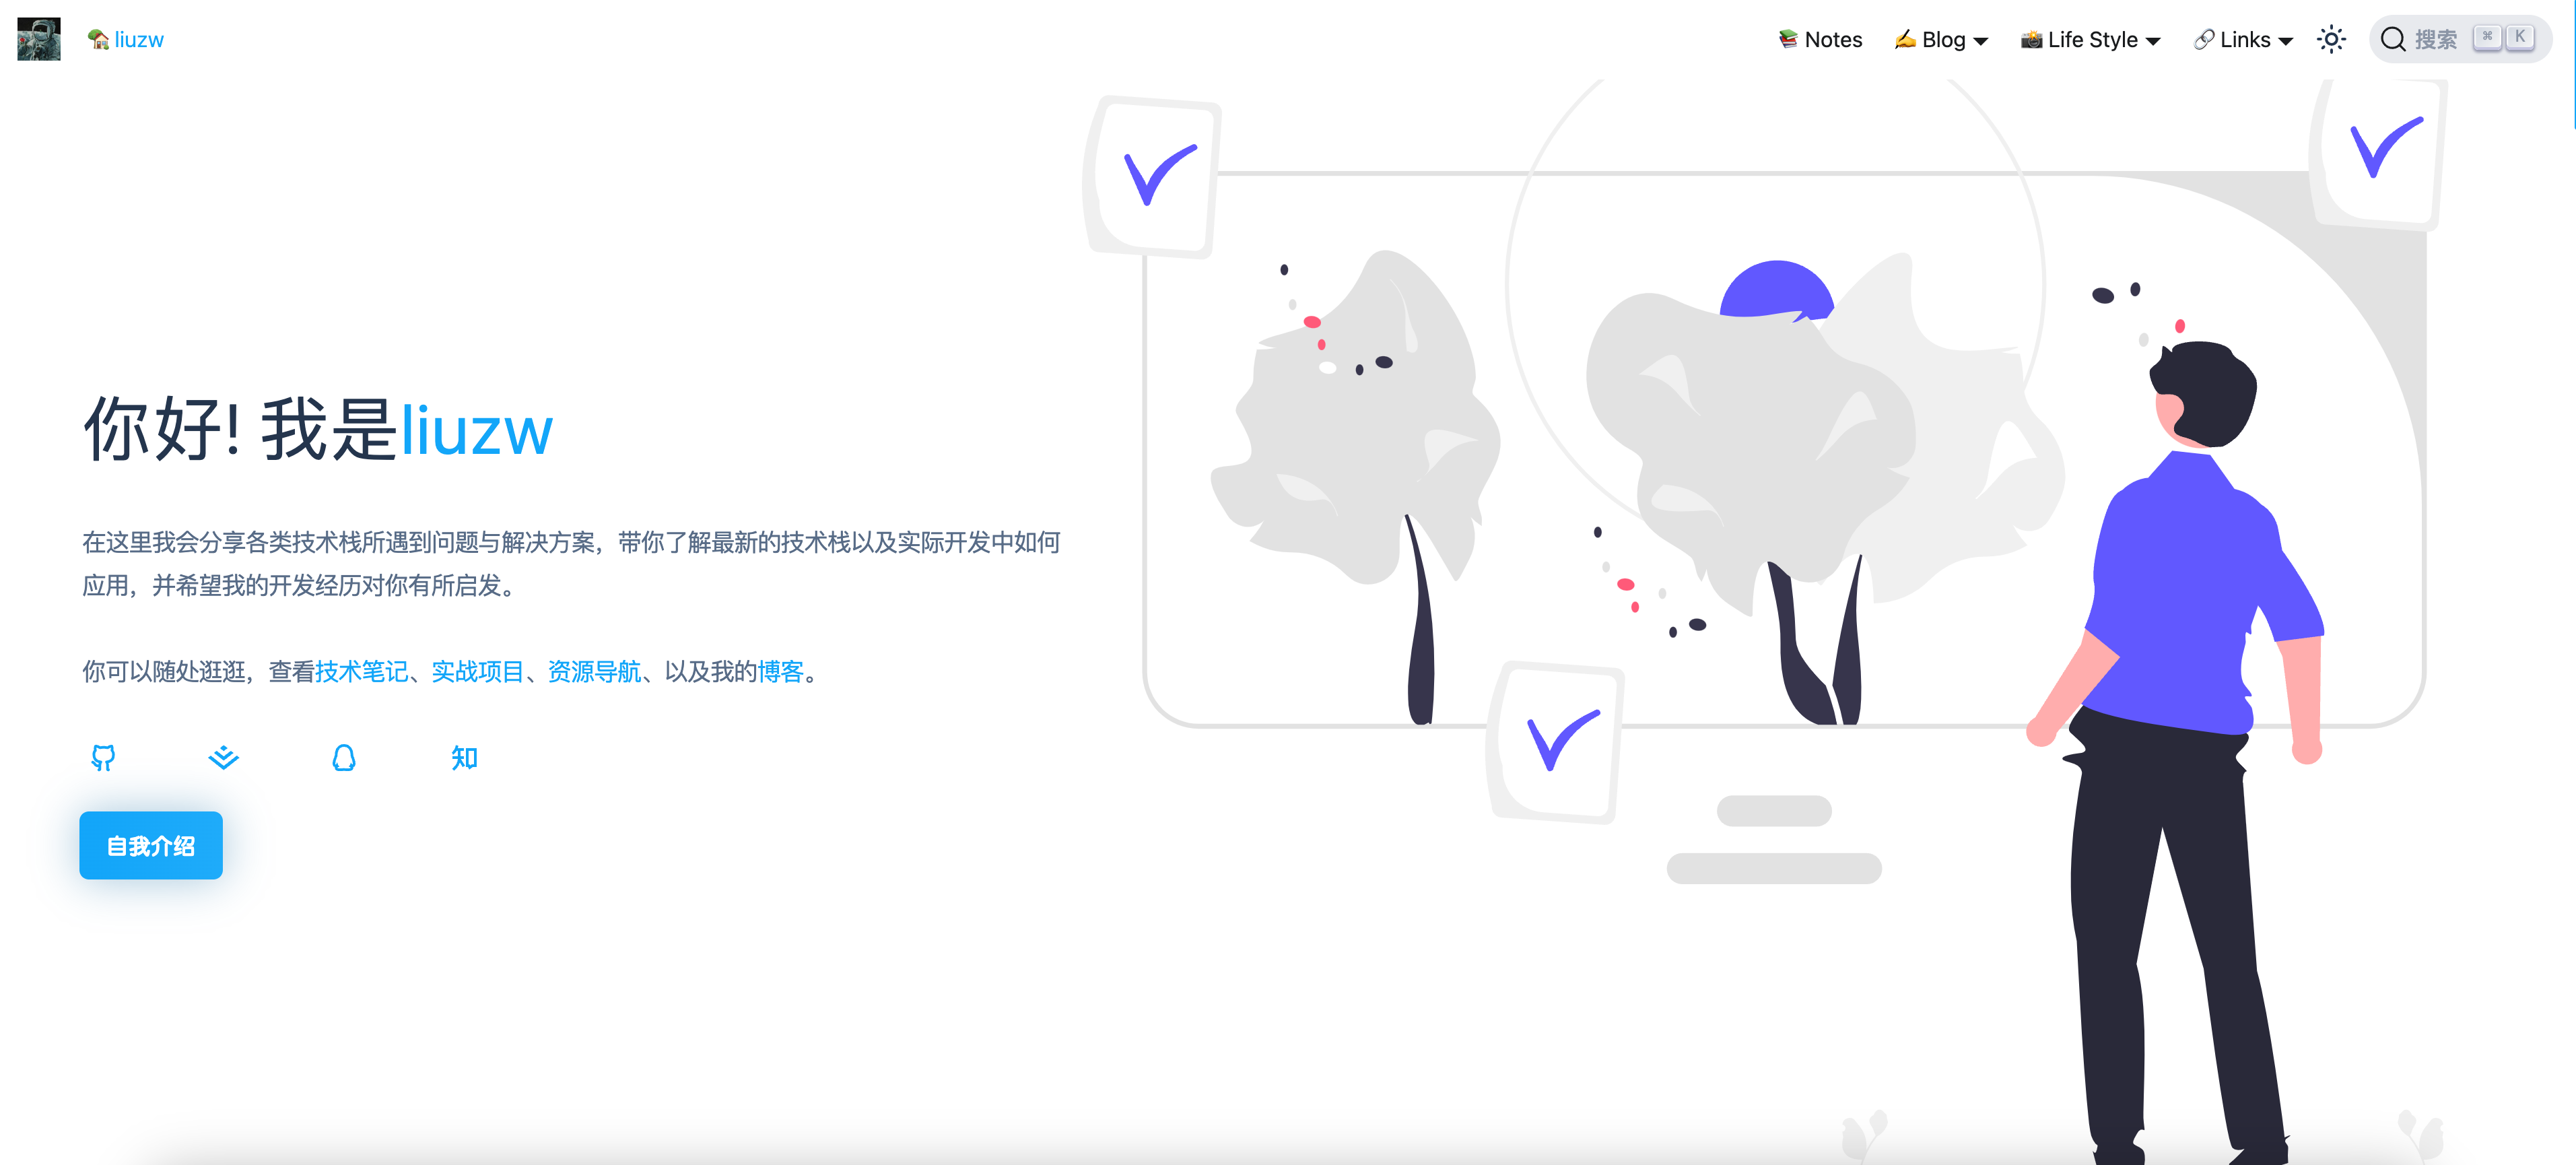 🏡 liuzw
📚 Notes
✍️ Blog
📸 Life Style
🔗 Links
搜索 ⌘ K
你好! 我是liuzw
在这里我会分享各类技术栈所遇到问题与解决方案，带你了解最新的技术栈以及实际开发中如何
应用，并希望我的开发经历对你有所启发。
你可以随处逛逛，查看技术笔记、实战项目、资源导航、以及我的博客。
知
自我介绍